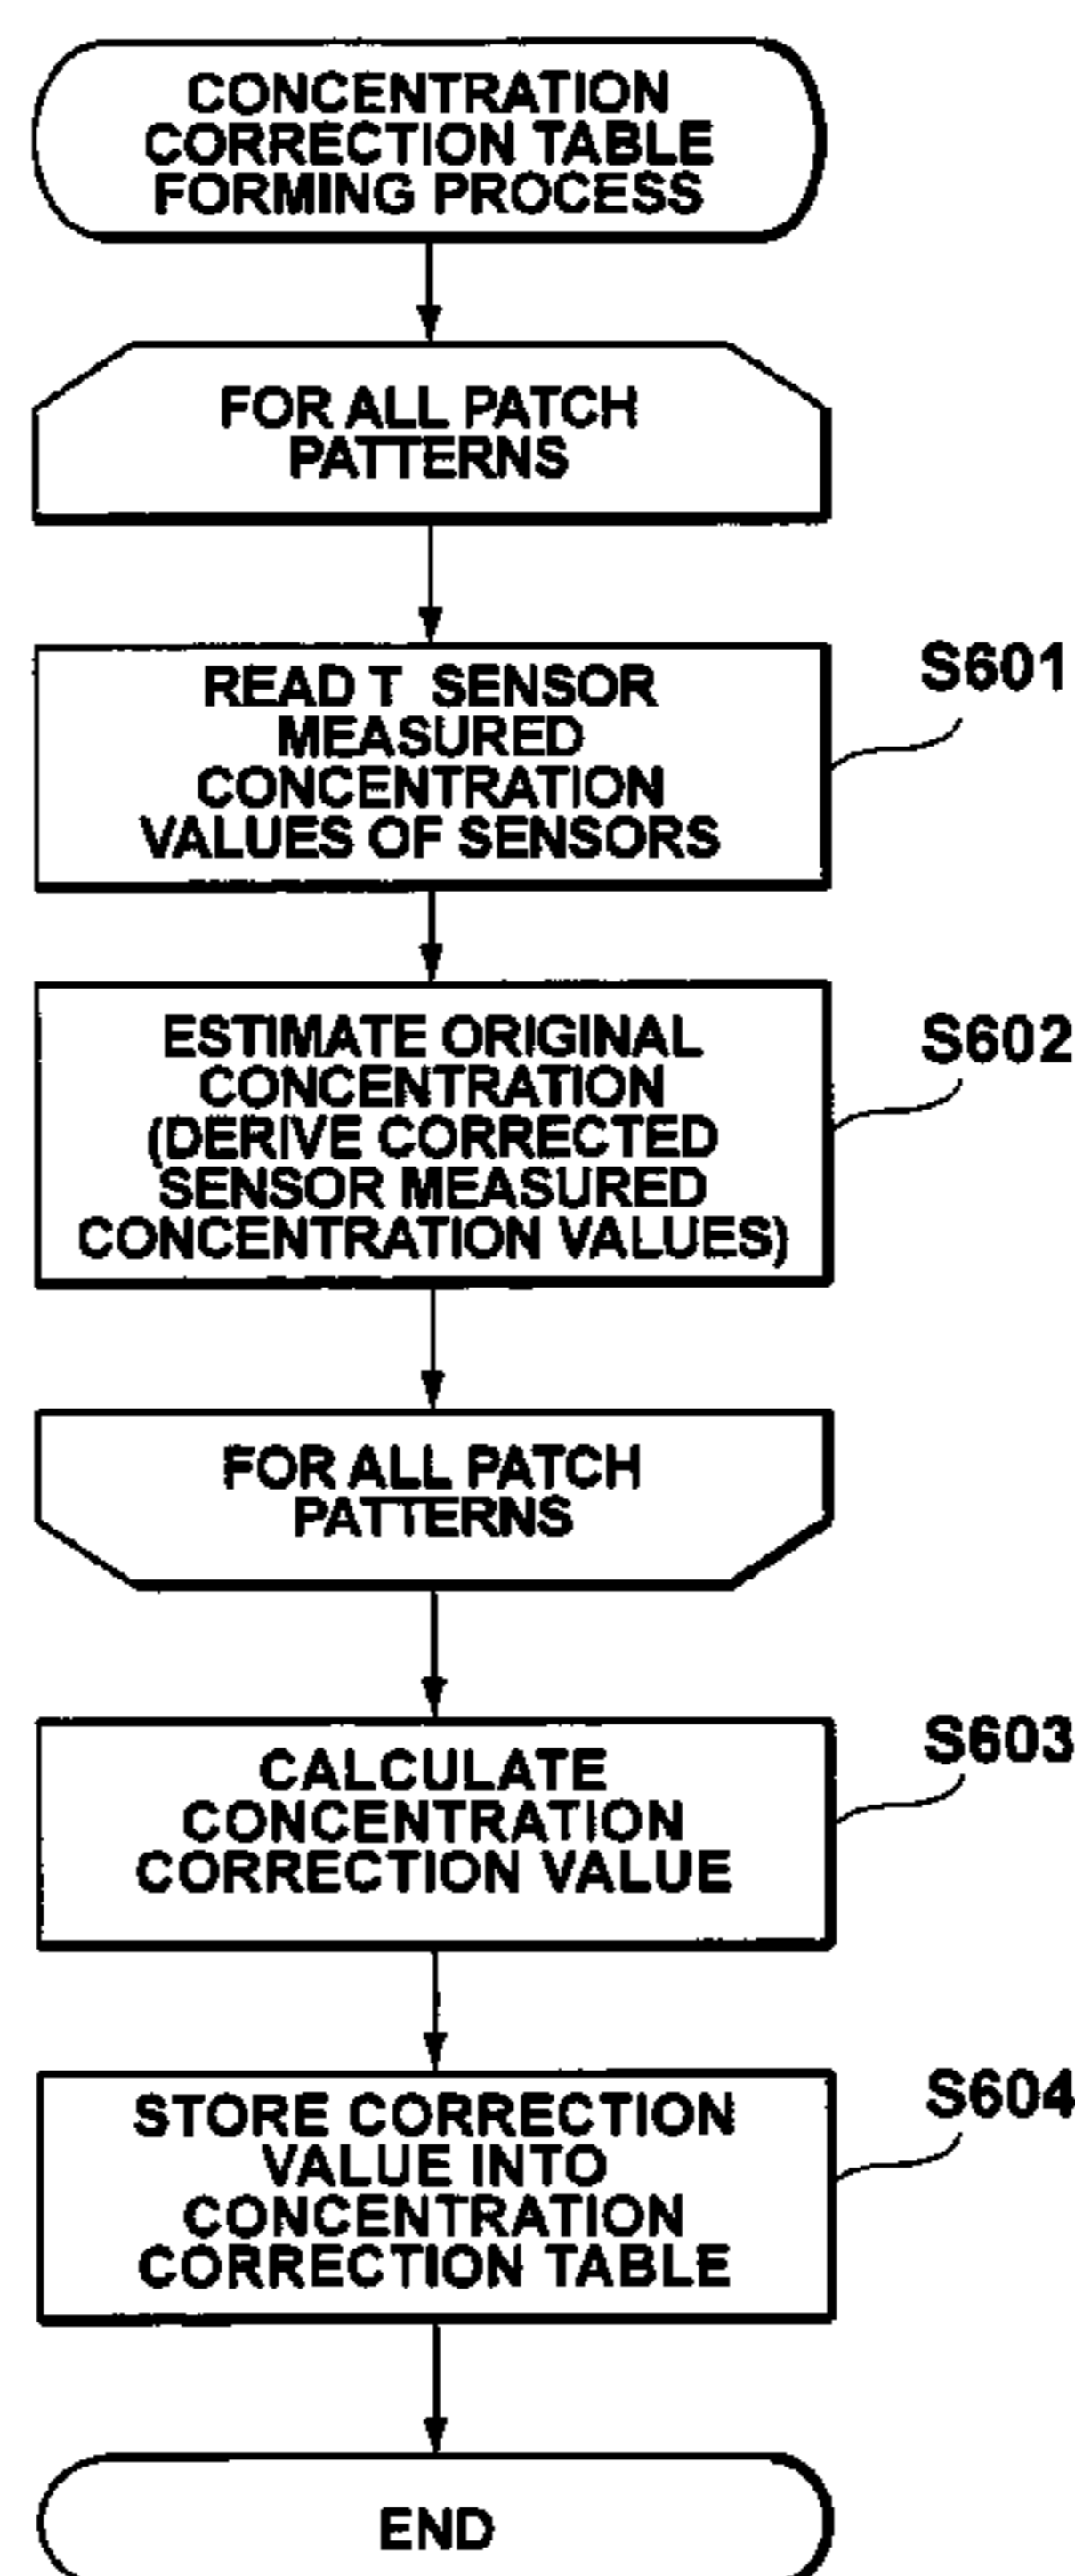 CONCENTRATION
CORRECTION TABLE
FORMING PROCESS
FOR ALL PATCH
PATTERNS
READ T SENSOR
MEASURED
CONCENTRATION
VALUES OF SENSORS
S601
ESTIMATE ORIGINAL
CONCENTRATION
(DERIVE CORRECTED
SENSOR MEASURED
CONCENTRATION VALUES)
S602
FOR ALL PATCH
PATTERNS
CALCULATE
CONCENTRATION
CORRECTION VALUE
S603
STORE CORRECTION
VALUE INTO
CONCENTRATION
CORRECTION TABLE
S604
END